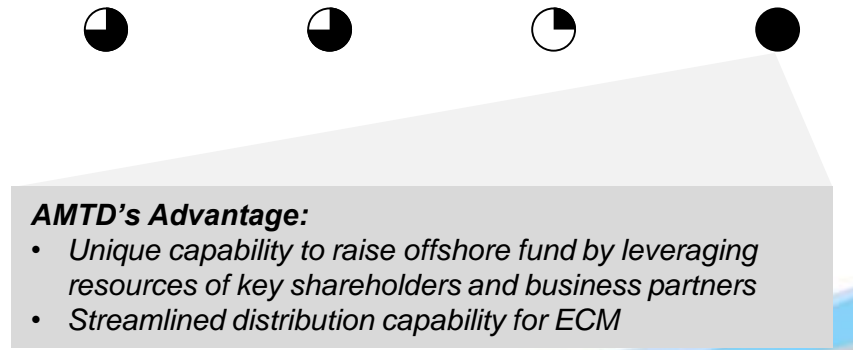 AMTD's Advantage:
• Unique capability to raise offshore fund by leveraging
resources of key shareholders and business partners
• Streamlined distribution capability for ECM